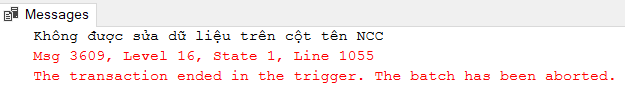 Messages
Không được sửa dữ liệu trên cột tên NCC
Msg 3609, Level 16, State 1, Line 1055
The transaction ended in the trigger. The batch has been aborted.